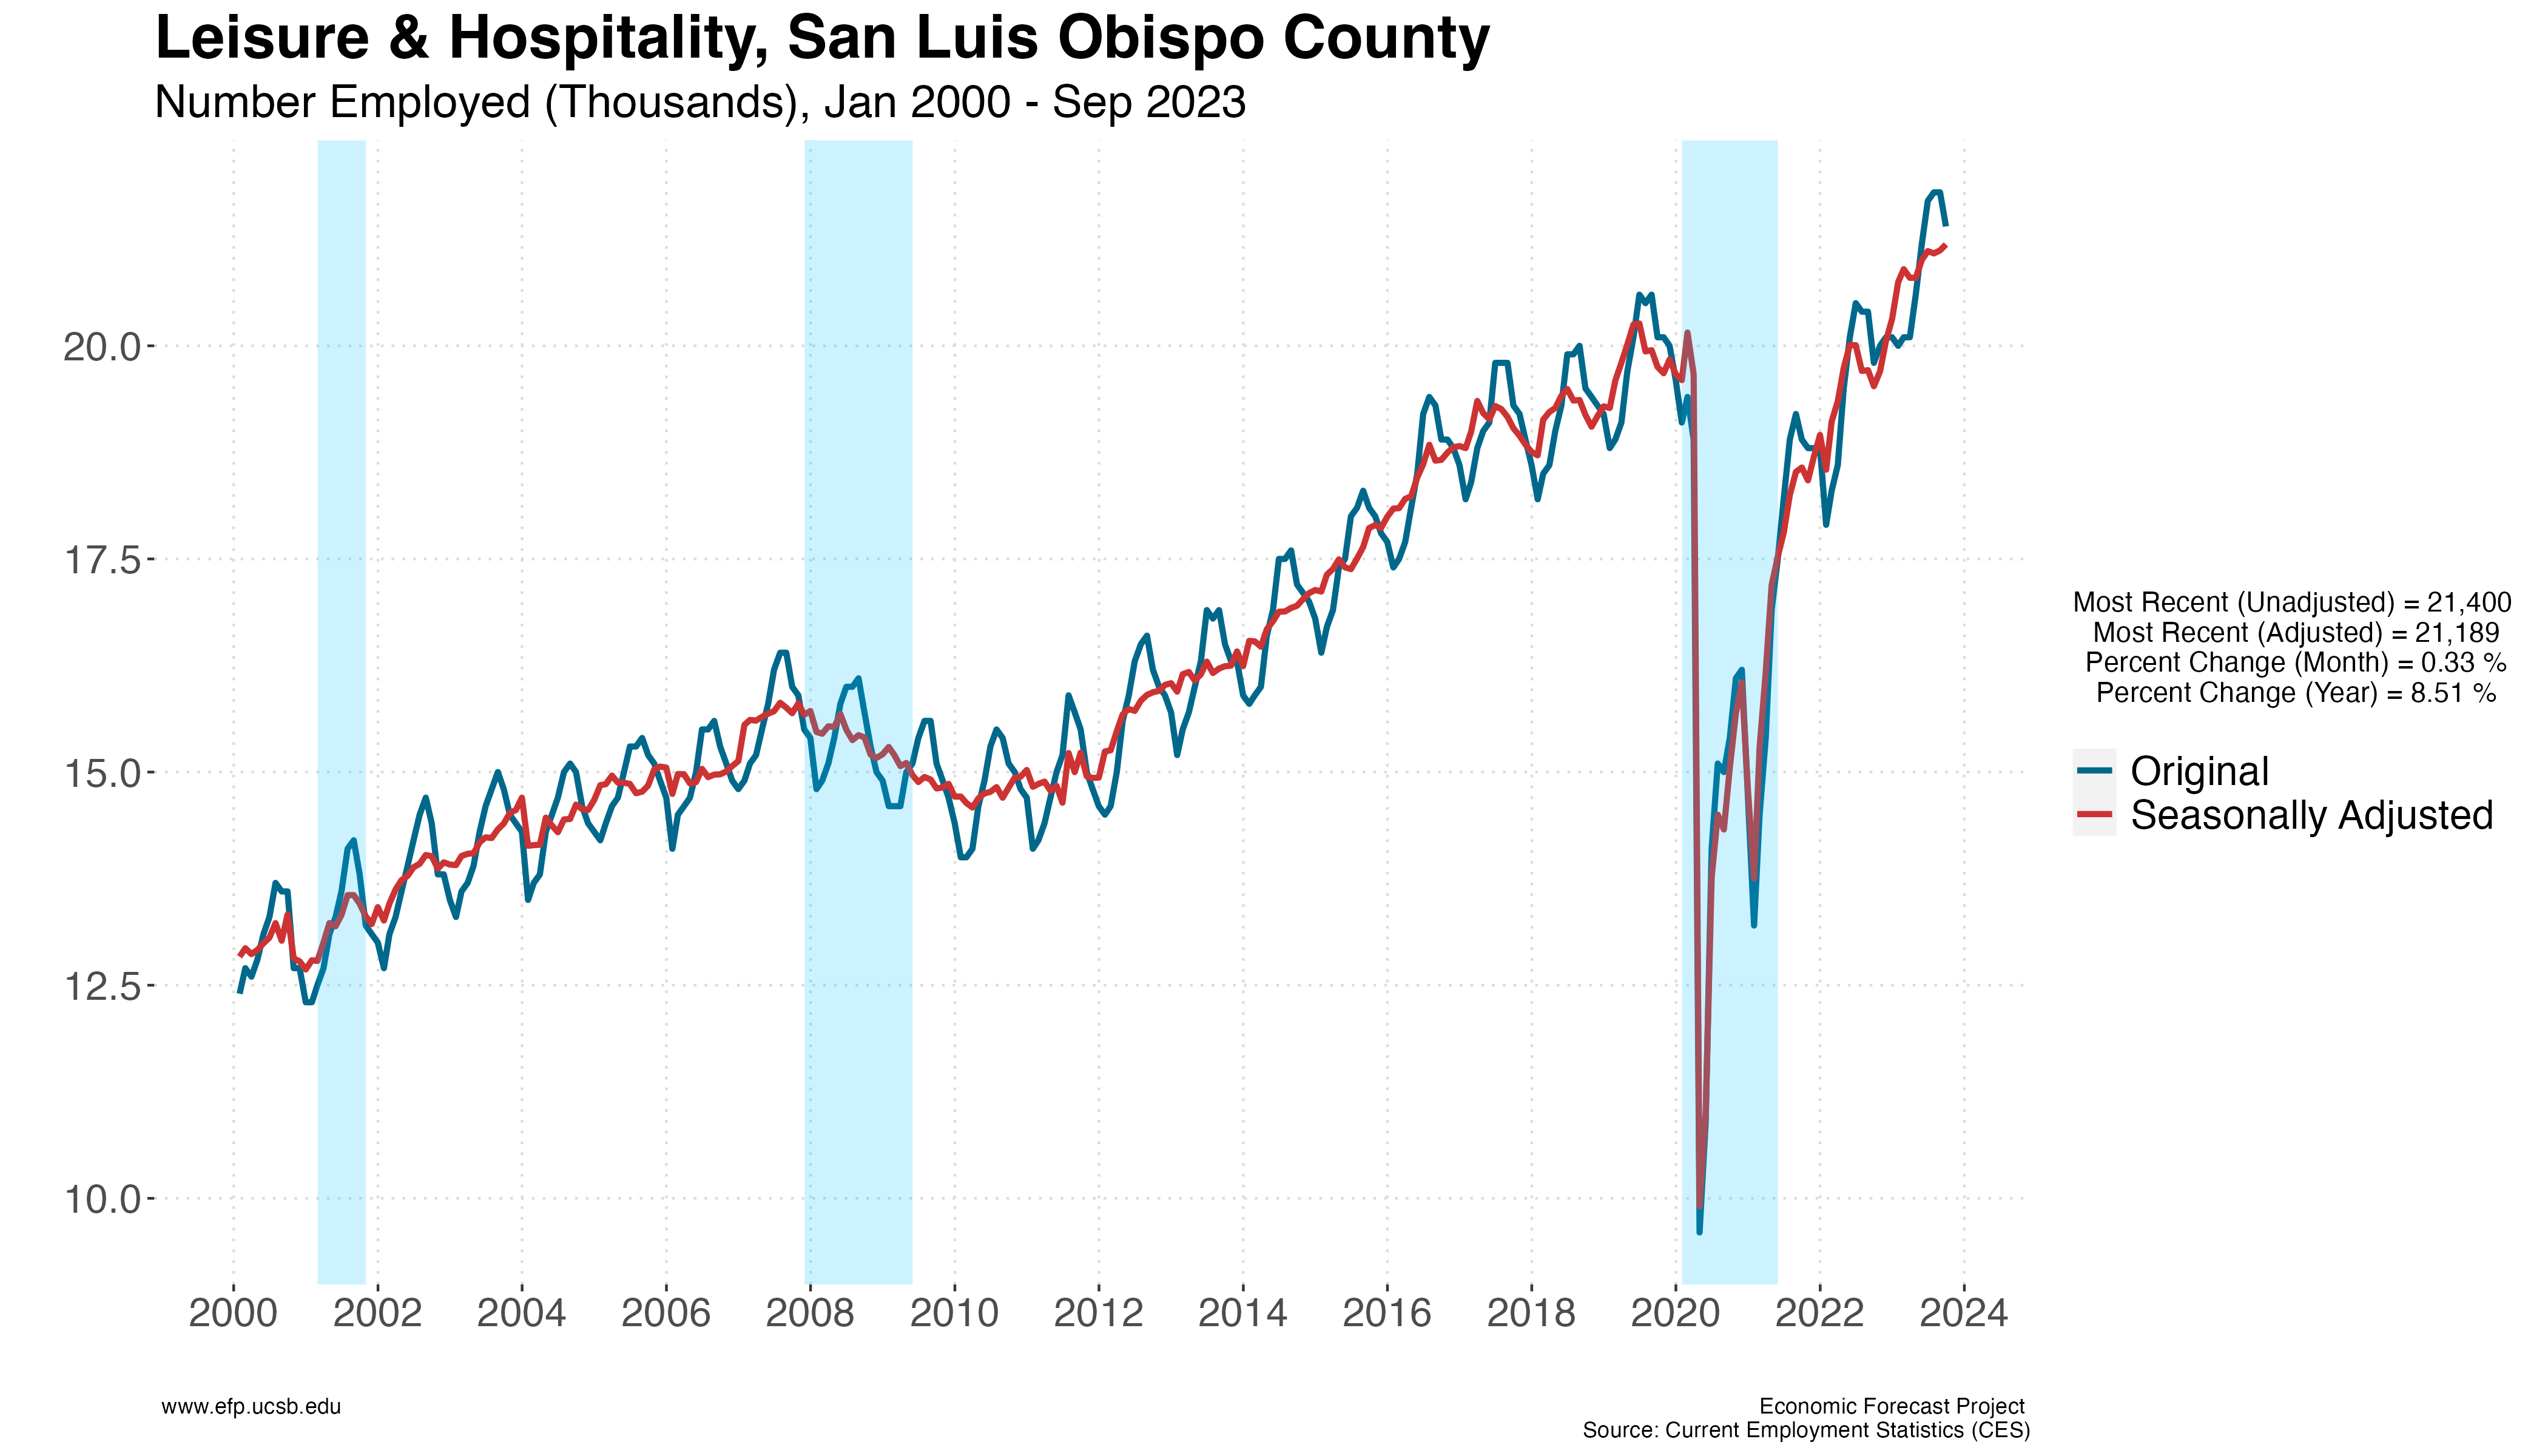 Leisure & Hospitality, San Luis Obispo County
Number Employed (Thousands), Jan 2000 - Sep 2023
20.0
17.5
15.0
12.5
10.0
2000 2002 2004 2006 2008 2010 2012 2014 2016 2018 2020 2022 2024
Most Recent (Unadjusted) = 21,400
Most Recent (Adjusted) = 21,189
Percent Change (Month) = 0.33 %
Percent Change (Year) = 8.51 %
Original
Seasonally Adjusted
www.efp.ucsb.edu
Economic Forecast Project
Source: Current Employment Statistics (CES)